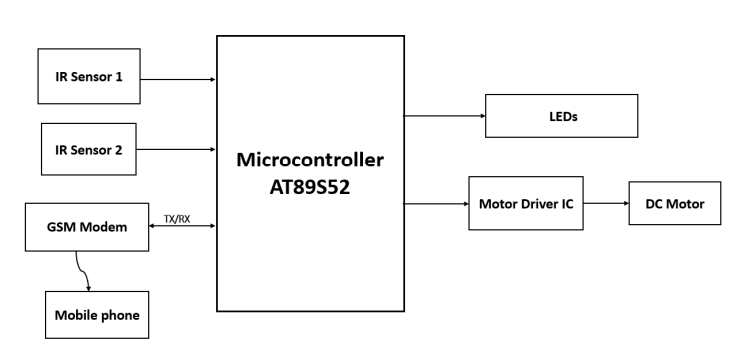 IR Sensor 1
IR Sensor 2
GSM Modem
TX/RX
Mobile phone
Microcontroller
AT89S52
LEDs
Motor Driver IC
DC Motor